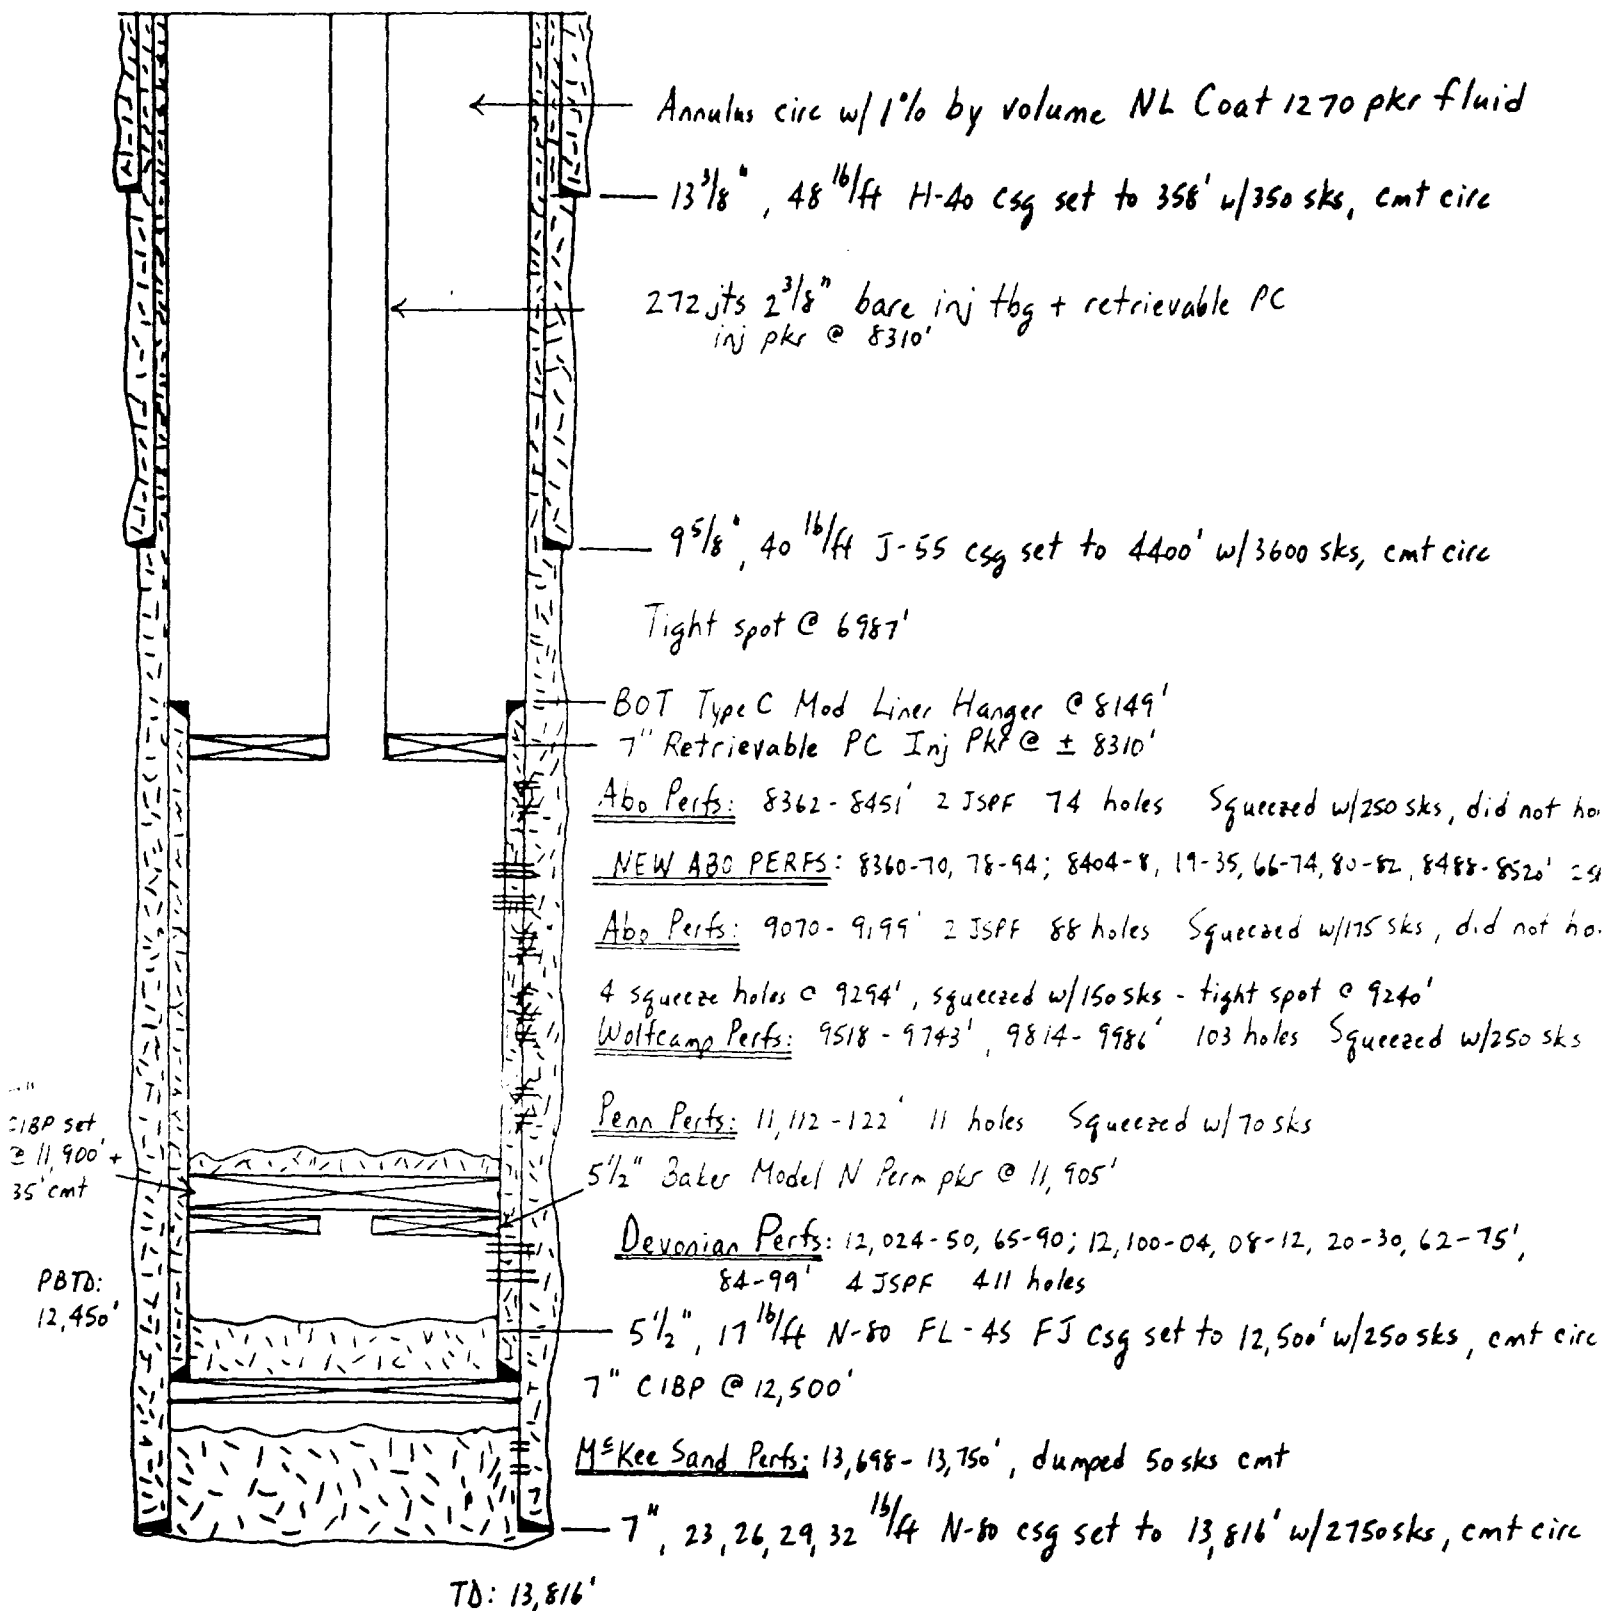 Annulus circ w/ 1% by volume NL Coat 1270 pkr fluid
13 3/8", 48 lb/ft H-40 csg set to 358' w/350 sks, cmt circ
272 jts 2 3/8" bare inj tbg + retrievable PC
inj pkr @ 8310'
9 5/8", 40 lb/ft J-55 csg set to 4400' w/3600 sks, cmt circ
Tight spot @ 6987'
BOT Type C Mod Liner Hanger @ 8149'
7" Retrievable PC Inj Pkr @ ± 8310'
Abo Perfs: 8362-8451' 2 JSPF 74 holes Squeezed w/250 sks, did not
NEW ABO PERFS: 8360-70, 78-94; 8404-8, 19-35, 66-74, 80-82, 8488-8520'
Abo Perfs: 9070-9199' 2 JSPF 88 holes Squeezed w/175 sks, did not
4 squeeze holes @ 9294', squeezed w/150 sks - tight spot @ 9240'
Wolfcamp Perfs: 9518-9743', 9814-9986' 103 holes Squeezed w/250 sks
Penn Perfs: 11,112-122' 11 holes Squeezed w/70 sks
CIBP set
@ 11,900' +
35' cmt
5 1/2" Baker Model N Perm pkr @ 11,905'
Devonian Perfs: 12,024-50, 65-90; 12,100-04, 08-12, 20-30, 62-75',
84-99' 4 JSPF 411 holes
PBTD:
12,450'
5 1/2", 17 lb/ft N-80 FL-4S FJ csg set to 12,500' w/250 sks, cmt circ
7" CIBP @ 12,500'
McKee Sand Perfs: 13,698-13,750', dumped 50 sks cmt
7", 23, 26, 29, 32 lb/ft N-80 csg set to 13,816' w/2750 sks, cmt circ
TD: 13,816'